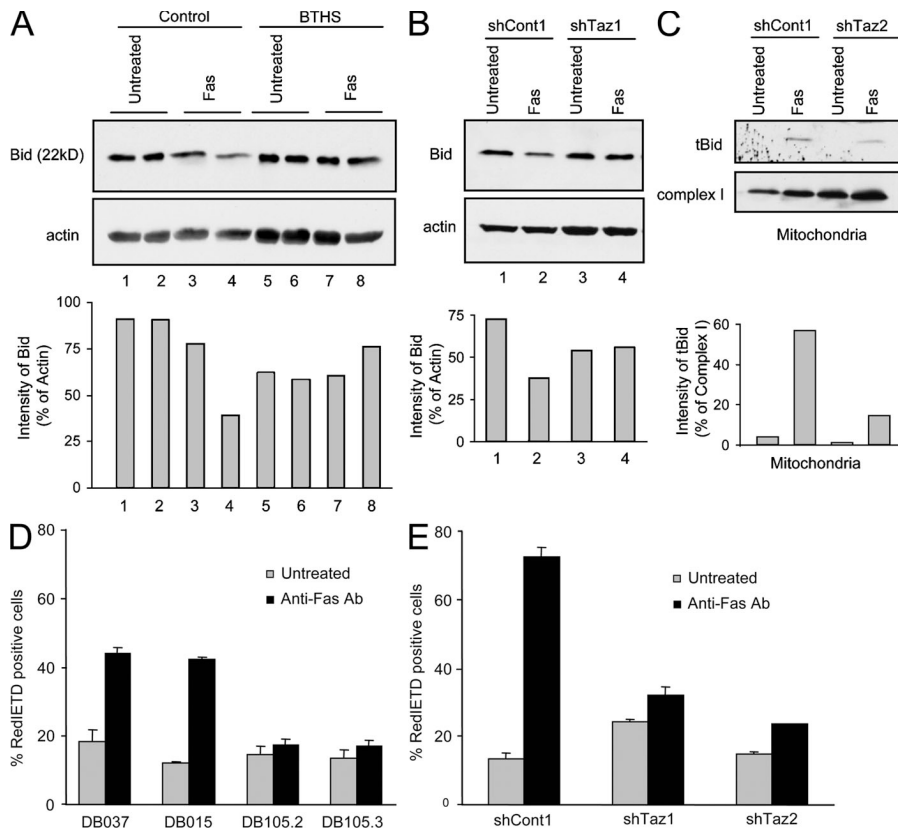 A
Control BTHS
Untreated Fas Untreated Fas
Bid (22kD)
actin
1 2 3 4 5 6 7 8
Intensity of Bid
(% of Actin)
100
75
50
25
0
1 2 3 4 5 6 7 8
B
shCont1 shTaz1
Untreated Fas Untreated Fas
Bid
actin
1 2 3 4
Intensity of Bid
(% of Actin)
75
50
25
0
1 2 3 4
C
shCont1 shTaz2
Untreated Fas Untreated Fas
tBid
complex I
Mitochondria
Intensity of tBid
(% of Complex I)
60
40
20
0
Mitochondria
D
% RedIETD positive cells
80
60
40
20
0
Untreated
Anti-Fas Ab
DB037 DB015 DB105.2 DB105.3
E
% RedIETD positive cells
80
60
40
20
0
Untreated
Anti-Fas Ab
shCont1 shTaz1 shTaz2